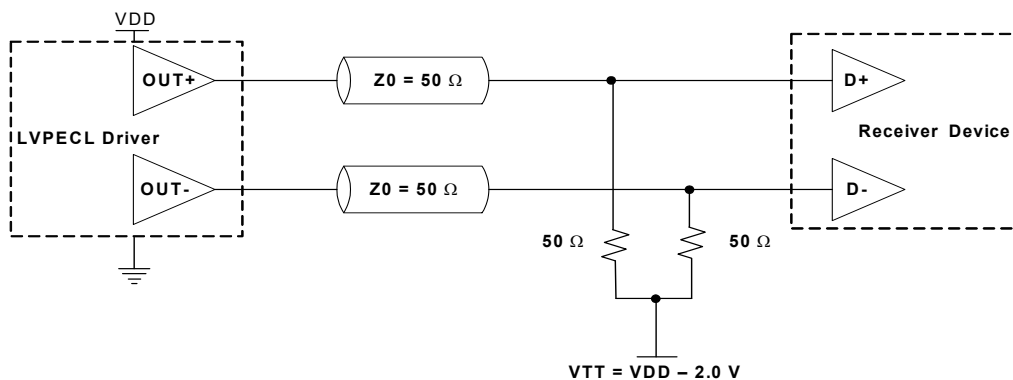 VDD
OUT+
Z0 = 50 Ω
D+
LVPECL Driver
Receiver Device
OUT-
Z0 = 50 Ω
D-
50 Ω
50 Ω
VTT = VDD – 2.0 V